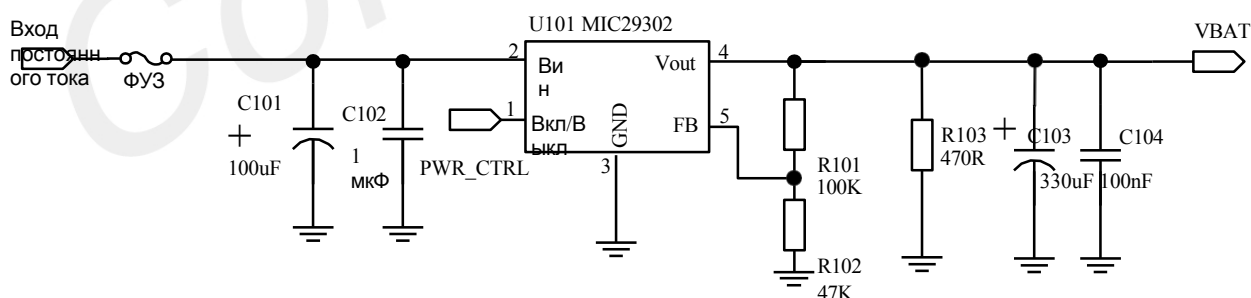 Вход
постоянн
ого тока
ФУЗ
C101
100uF
C102
1
мкФ
U101 MIC29302
2
Ви
н
1
Вкл/В
ыкл
PWR_CTRL
GND
3
Vout
4
FB
5
R101
100K
R102
47K
R103
470R
C103
330uF
C104
100nF
VBAT